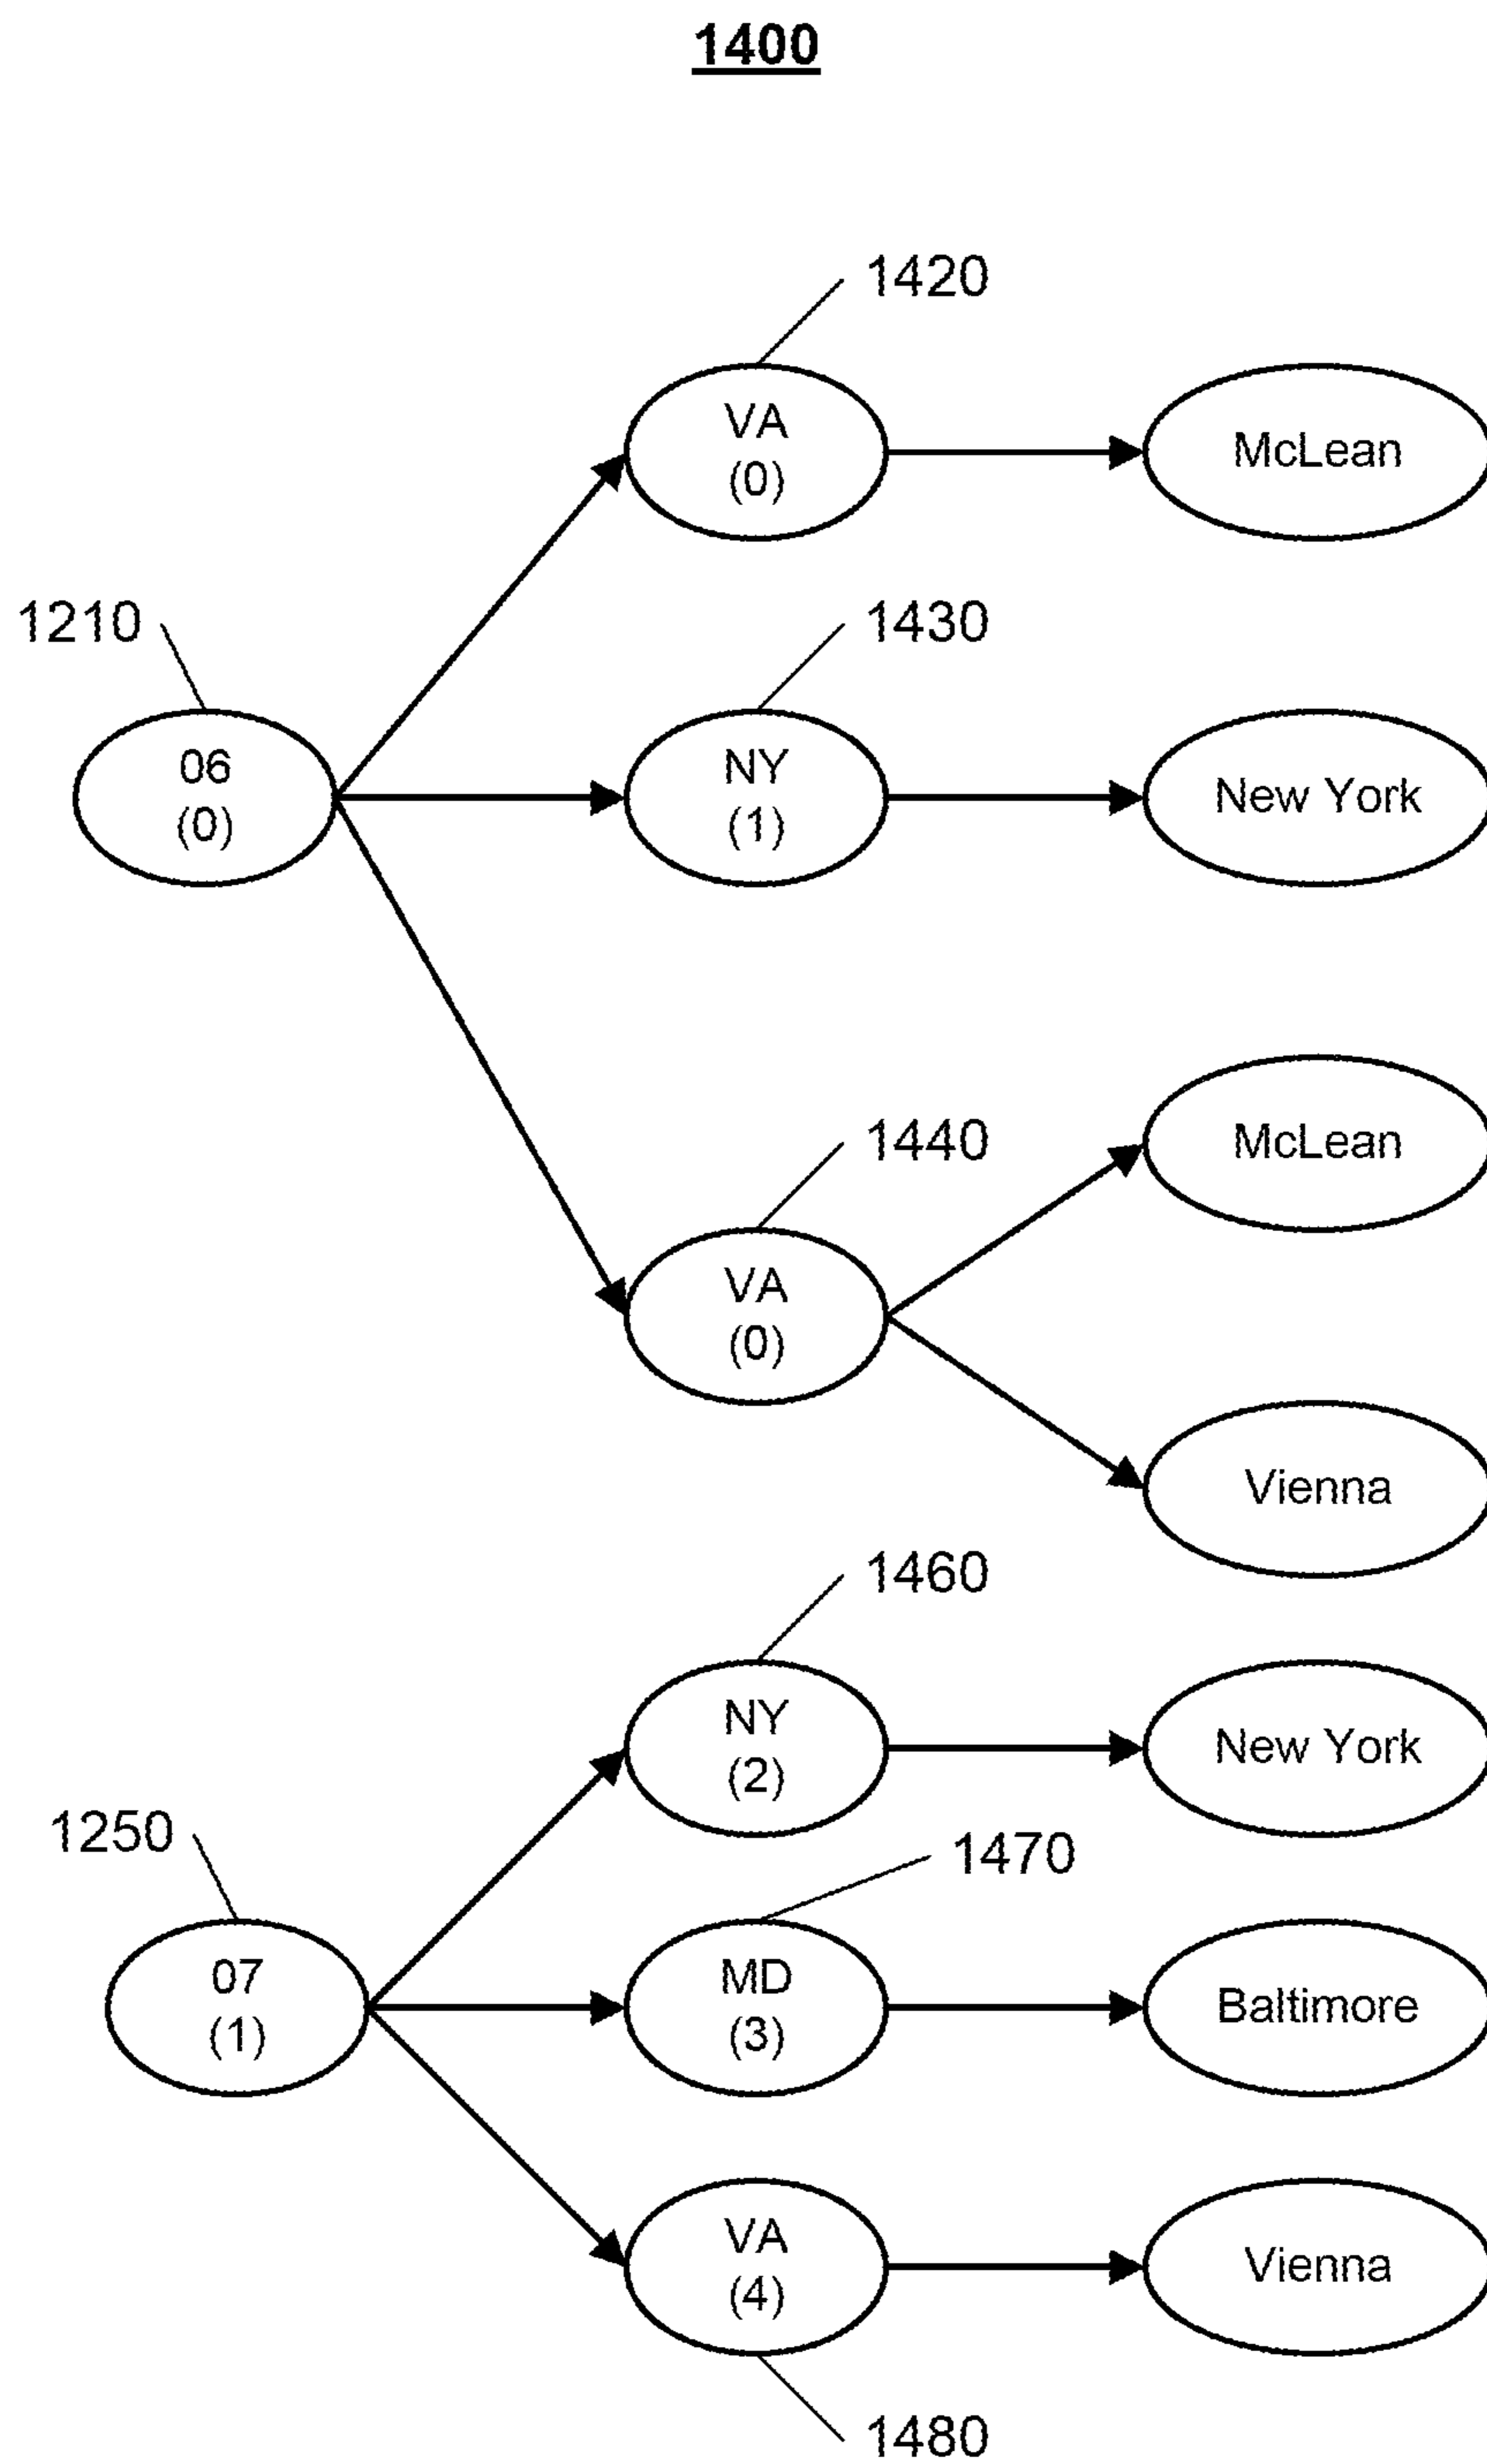 1400
1420
VA
(0)
McLean
1210
1430
06
(0)
NY
(1)
New York
1440
McLean
VA
(0)
Vienna
1460
NY
(2)
New York
1250
1470
07
(1)
MD
(3)
Baltimore
VA
(4)
Vienna
1480